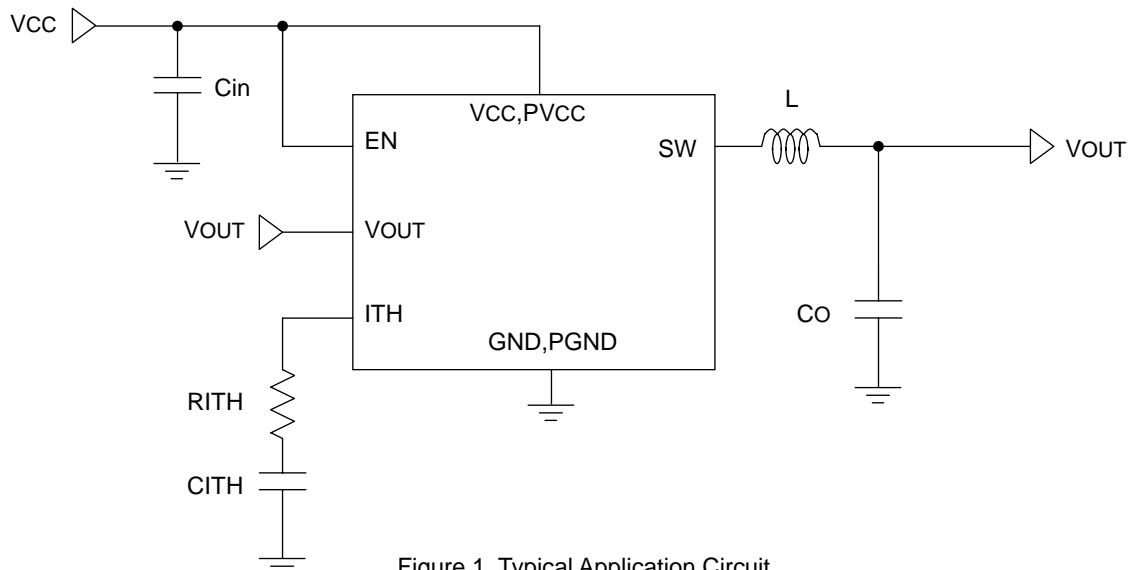 VCC
Cin
VCC,PVCC
L
EN
SW
VOUT
VOUT
VOUT
ITH
CO
GND,PGND
RITH
CITH
Figure 1. Typical Application Circuit